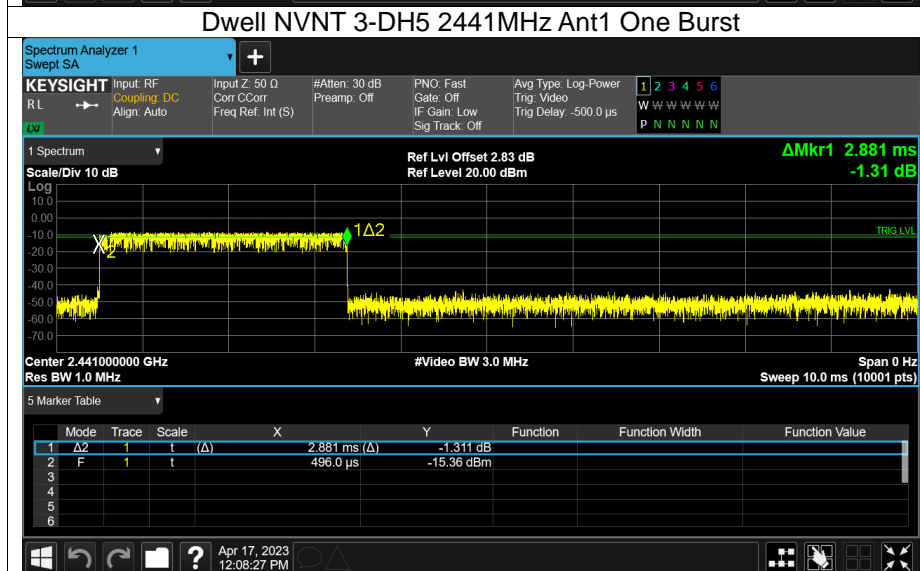 Dwell NVNT 3-DH5 2441MHz Ant1 One Burst
Spectrum Analyzer 1
Swept SA
+
KEYSIGHT Input: RF Input Z: 50 Ω #Atten: 30 dB PNO: Fast Avg Type: Log-Power 1 2 3 4 5 6
RL Coupling: DC Corr CCorr Preamp: Off Gate: Off Trig: Video W W W W W W
Align: Auto Freq Ref: Int (S) IF Gain: Low Trig Delay: -500.0 µs
LXI Sig Track: Off P N N N N N
1 Spectrum Ref Lvl Offset 2.83 dB ΔMkr1 2.881 ms
Scale/Div 10 dB Ref Level 20.00 dBm -1.31 dB
Log
10.0
0.00
-10.0 1Δ2 TRIG LVL
-20.0 2
-30.0
-40.0
-50.0
-60.0
-70.0
Center 2.441000000 GHz #Video BW 3.0 MHz Span 0 Hz
Res BW 1.0 MHz Sweep 10.0 ms (10001 pts)
5 Marker Table
Mode Trace Scale X Y Function Function Width Function Value
1 Δ2 1 t (Δ) 2.881 ms (Δ) -1.311 dB
2 F 1 t 496.0 µs -15.36 dBm
3
4
5
6
? Apr 17, 2023
12:08:27 PM